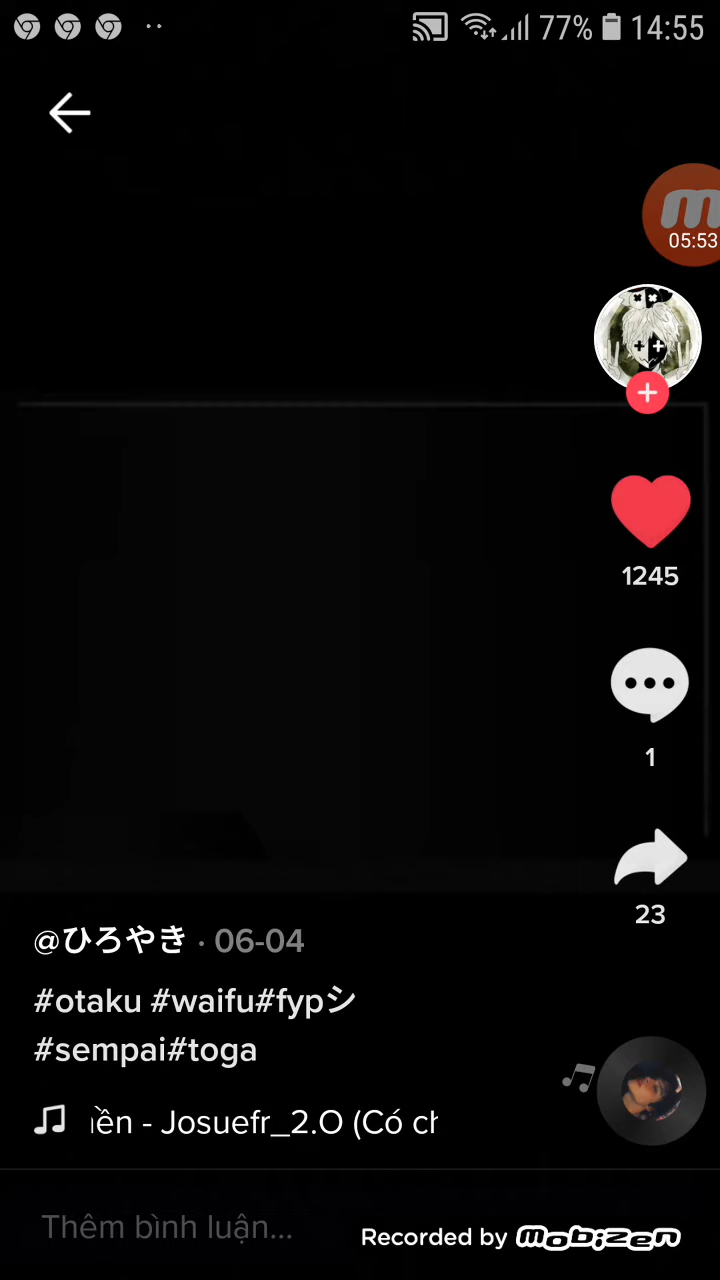 77% 14:55
05:53
1245
1
23
@ひろやき · 06-04
#otaku #waifu#fypシ
#sempai#toga
- Josuefr_2.O (Có
Thêm bình luận...
Recorded by mobizen